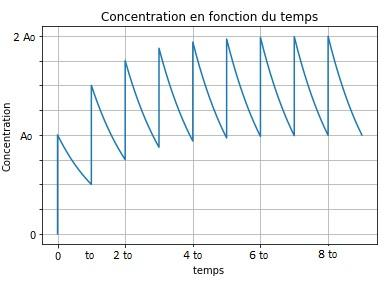 Concentration en fonction du temps
2 Ao
Ao
0
Concentration
0 to 2 to 4 to 6 to 8 to
temps